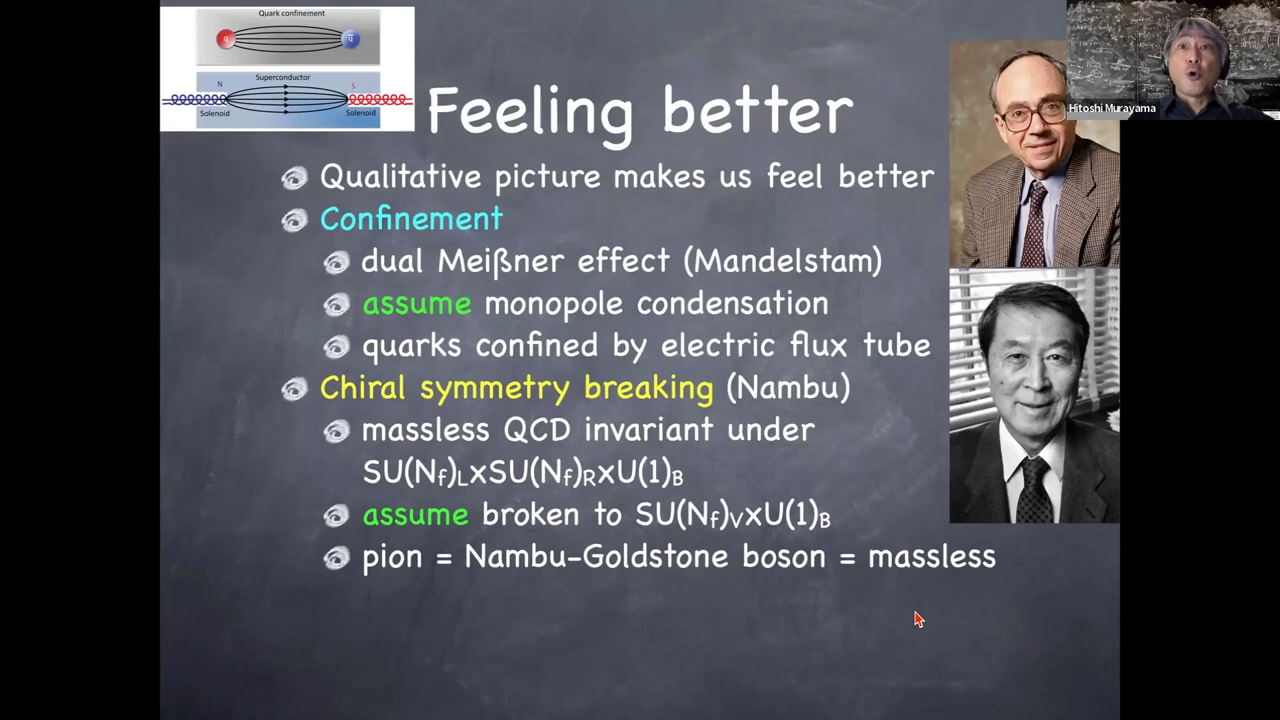 Quark confinement
q
q̅
Superconductor
N
S
Solenoid
Solenoid
Hitoshi Murayama
Feeling better
Qualitative picture makes us feel better
Confinement
dual Meißner effect (Mandelstam)
assume monopole condensation
quarks confined by electric flux tube
Chiral symmetry breaking (Nambu)
massless QCD invariant under
SU(Nf)LxSU(Nf)RxU(1)B
assume broken to SU(Nf)VxU(1)B
pion = Nambu-Goldstone boson = massless